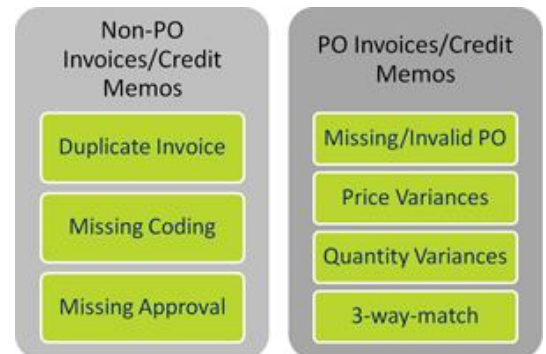 Non-PO
Invoices/Credit
Memos
Duplicate Invoice
Missing Coding
Missing Approval
PO Invoices/Credit
Memos
Missing/Invalid PO
Price Variances
Quantity Variances
3-way-match